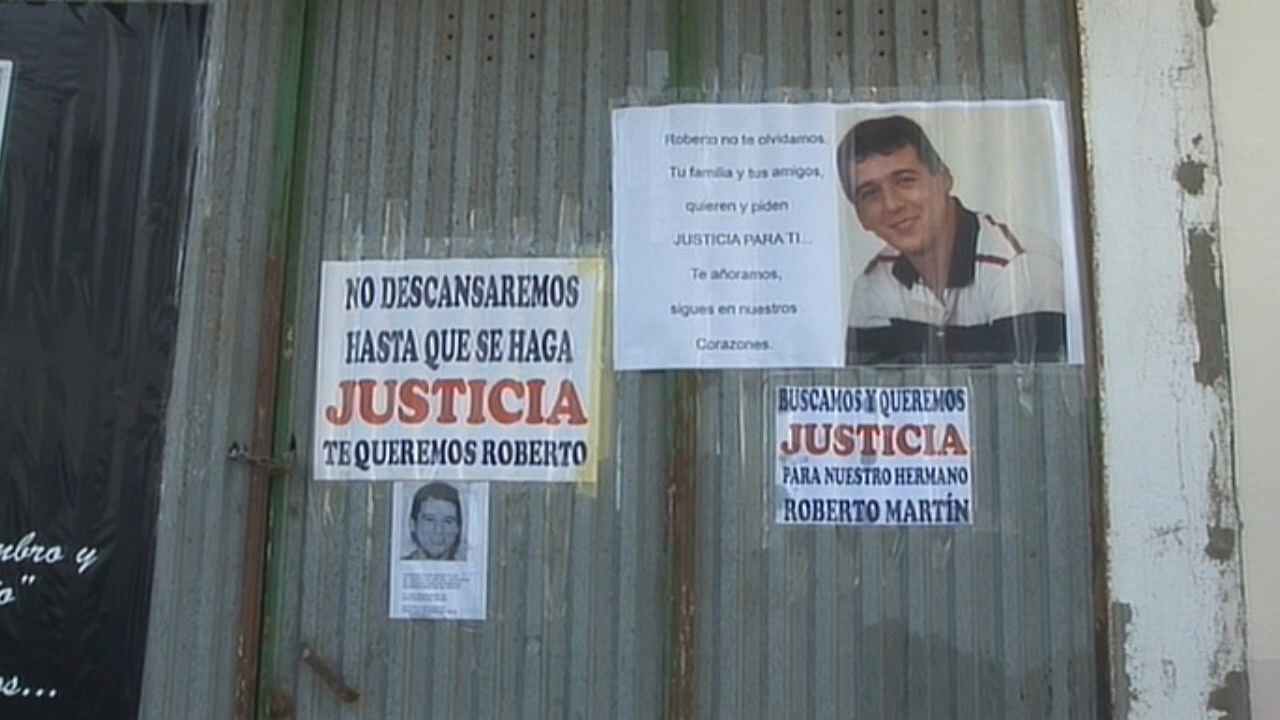 Roberto no te olvidamos.
Tu familia y tus amigos,
quieren y piden
JUSTICIA PARA TI...
Te añoramos,
sigues en nuestros
Corazones.
NO DESCANSAREMOS
HASTA QUE SE HAGA
JUSTICIA
TE QUEREMOS ROBERTO
BUSCAMOS Y QUEREMOS
JUSTICIA
PARA NUESTRO HERMANO
ROBERTO MARTÍN
y